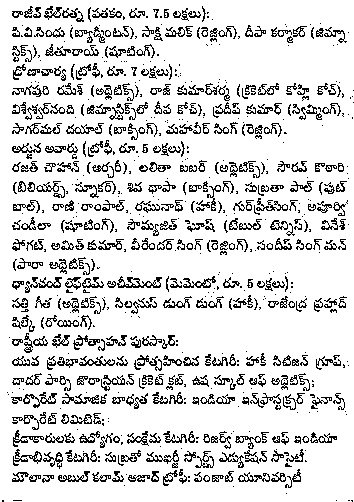 రాజీవ్ ఖేల్‌రత్న (పతకం, రూ. 7.5 లక్షలు):
పి.వి.సింధు (బ్యాడ్మింటన్), సాక్షి మలిక్ (రెజ్లింగ్), దీపా కర్మాకర్ (జిమ్నా
స్టిక్స్), జీతూరాయ్ (షూటింగ్).
ద్రోణాచార్య (ట్రోఫీ, రూ. 7 లక్షలు):
నాగపురి రమేశ్ (అథ్లెటిక్స్), రాజ్ కుమార్‌శర్మ (క్రికెట్‌లో కోహ్లి కోచ్),
విశ్వేశ్వర్‌నంది (జిమ్నాస్టిక్స్‌లో దీప కోచ్), ప్రదీప్ కుమార్ (స్విమ్మింగ్),
సాగర్‌మల్ దయాల్ (బాక్సింగ్), మహావీర్ సింగ్ (రెజ్లింగ్).
అర్జున అవార్డు (ట్రోఫీ, రూ. 5 లక్షలు):
రజత్ చౌహాన్ (ఆర్చరీ), లలితా బబర్ (అథ్లెటిక్స్), సౌరవ్ కొఠారి
(బిలియర్డ్స్ స్నూకర్), శివ థాపా (బాక్సింగ్), సుబ్రతా పాల్ (ఫుట్
బాల్), రాణి రాంపాల్, రఘునాథ్ (హాకీ), గుర్‌ప్రీత్‌సింగ్, అపూర్వి
చండీలా (షూటింగ్), సౌమ్యజిత్ ఘోష్ (టేబుల్ టెన్నిస్), వినేశ్
ఫోగట్, అమిత్ కుమార్, వీరేందర్ సింగ్ (రెజ్లింగ్), సందీప్ సింగ్ మన్
(పారా అథ్లెటిక్స్).
ధ్యాన్‌చంద్ లైఫ్‌టైమ్ అచీవ్‌మెంట్ (మెమెంటో, రూ. 5 లక్షలు):
సత్తి గీత (అథ్లెటిక్స్), సిల్వనుస్ డుంగ్ డుంగ్ (హాకీ), రాజేంద్ర ప్రహ్లాద్
షెల్కే (రోయింగ్).
రాష్ట్రీయ ఖేల్ ప్రోత్సాహన్ పురస్కార్:
యువ ప్రతిభావంతులను ప్రోత్సహించిన కేటగిరీ: హాకీ సిటిజన్ గ్రూప్,
దాదర్ పార్సి జొరాస్ట్రియన్ క్రికెట్ క్లబ్, ఉష స్కూల్ ఆఫ్ అథ్లెటిక్స్;
కార్పొరేట్ సామాజిక బాధ్యత కేటగిరీ: ఇండియా ఇన్‌ఫ్రాస్ట్రక్చర్ ఫైనాన్స్
కార్పొరేట్ లిమిటెడ్;
క్రీడాకారులకు ఉద్యోగం, సంక్షేమ కేటగిరీ: రిజర్వ్ బ్యాంక్ ఆఫ్ ఇండియా
క్రీడాభివృద్ధి కేటగిరీ: సుబ్రతో ముఖర్జీ స్పోర్ట్స్ ఎడ్యుకేషన్ సొసైటీ.
మౌలానా అబుల్ కలామ్ అజాద్ ట్రోఫీ: పంజాబ్ యూనివర్సిటీ